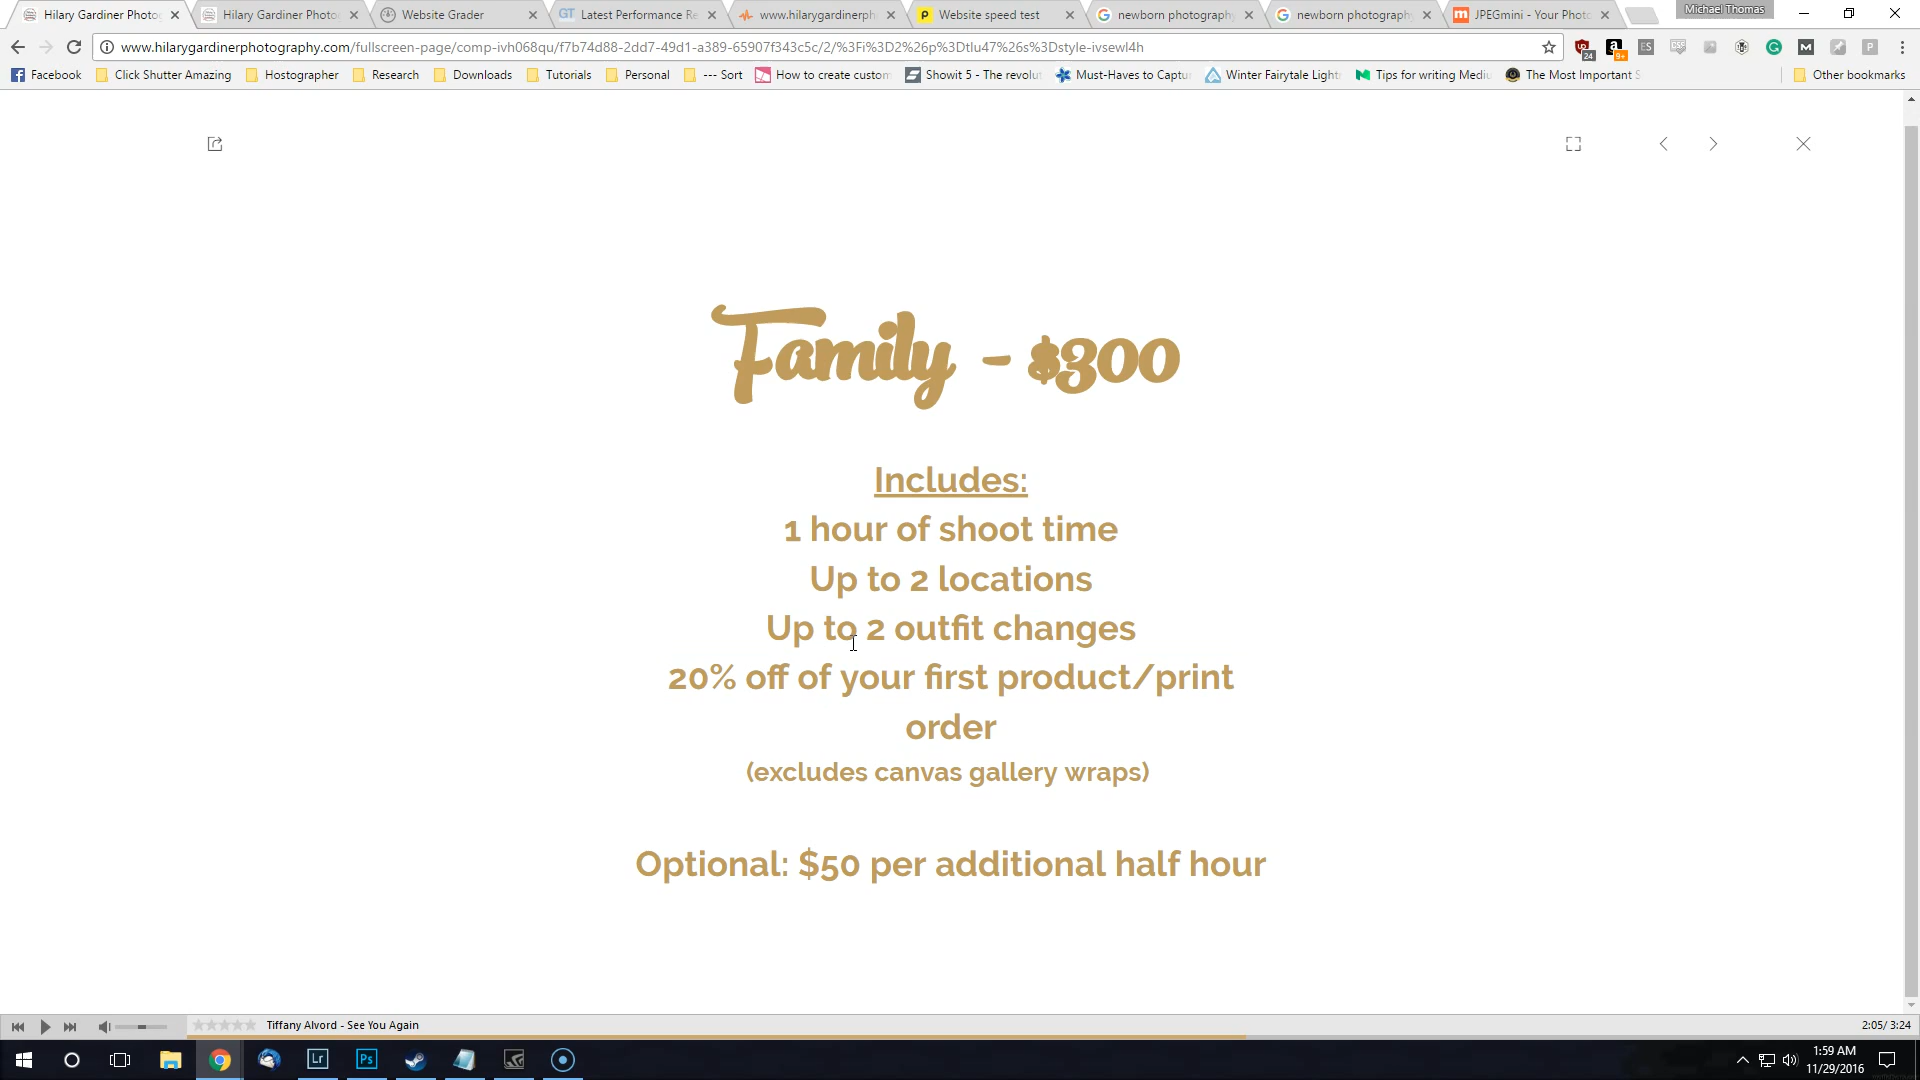 Hilary Gardiner Photog
Hilary Gardiner Photo
Website Grader
Latest Performance Re
www.hilarygardinerph
Website speed test
newborn photography
newborn photography
JPEGmini - Your Photo
Michael Thomas
www.hilarygardinerphotography.com/fullscreen-page/comp-ivh068qu/f7b74d88-2dd7-49d1-a389-65907f343c5c/2/%3Fi%3D2%26p%3Dtlu47%26s%3Dstyle-ivsewl4h
Facebook
Click Shutter Amazing
Hostographer
Research
Downloads
Tutorials
Personal
--- Sort
How to create custom
Showit 5 - The revolut
Must-Haves to Captu
Winter Fairytale Light
Tips for writing Medi
The Most Important S
Other bookmarks
Family - $300
Includes:
1 hour of shoot time
Up to 2 locations
Up to 2 outfit changes
20% off of your first product/print
order
(excludes canvas gallery wraps)
Optional: $50 per additional half hour
Tiffany Alvord - See You Again
2:05/ 3:24
Lr
Ps
1:59 AM
11/29/2016